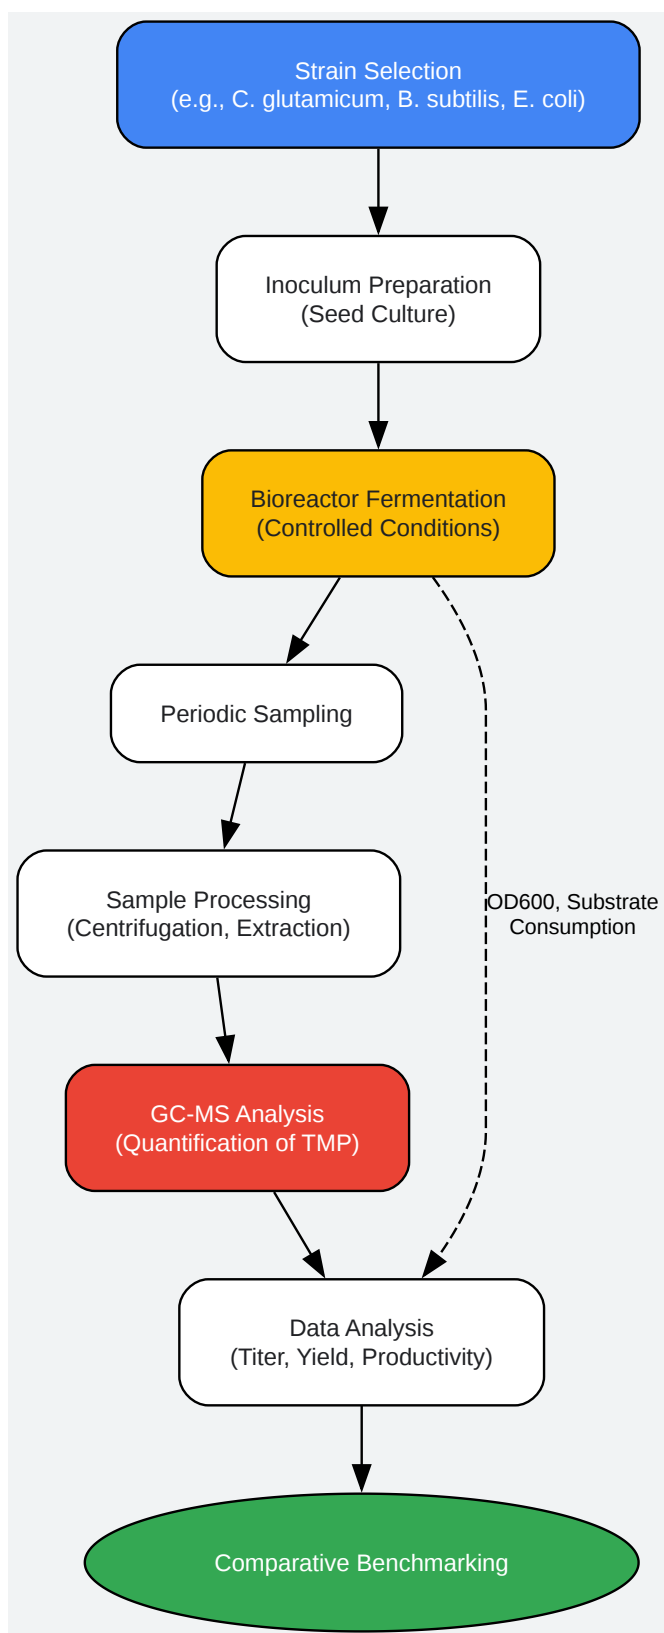 Strain Selection
(e.g., C. glutamicum, B. subtilis, E. coli)
Inoculum Preparation
(Seed Culture)
Bioreactor Fermentation
(Controlled Conditions)
Periodic Sampling
Sample Processing
(Centrifugation, Extraction)
OD600, Substrate
Consumption
GC-MS Analysis
(Quantification of TMP)
Data Analysis
(Titer, Yield, Productivity)
Comparative Benchmarking